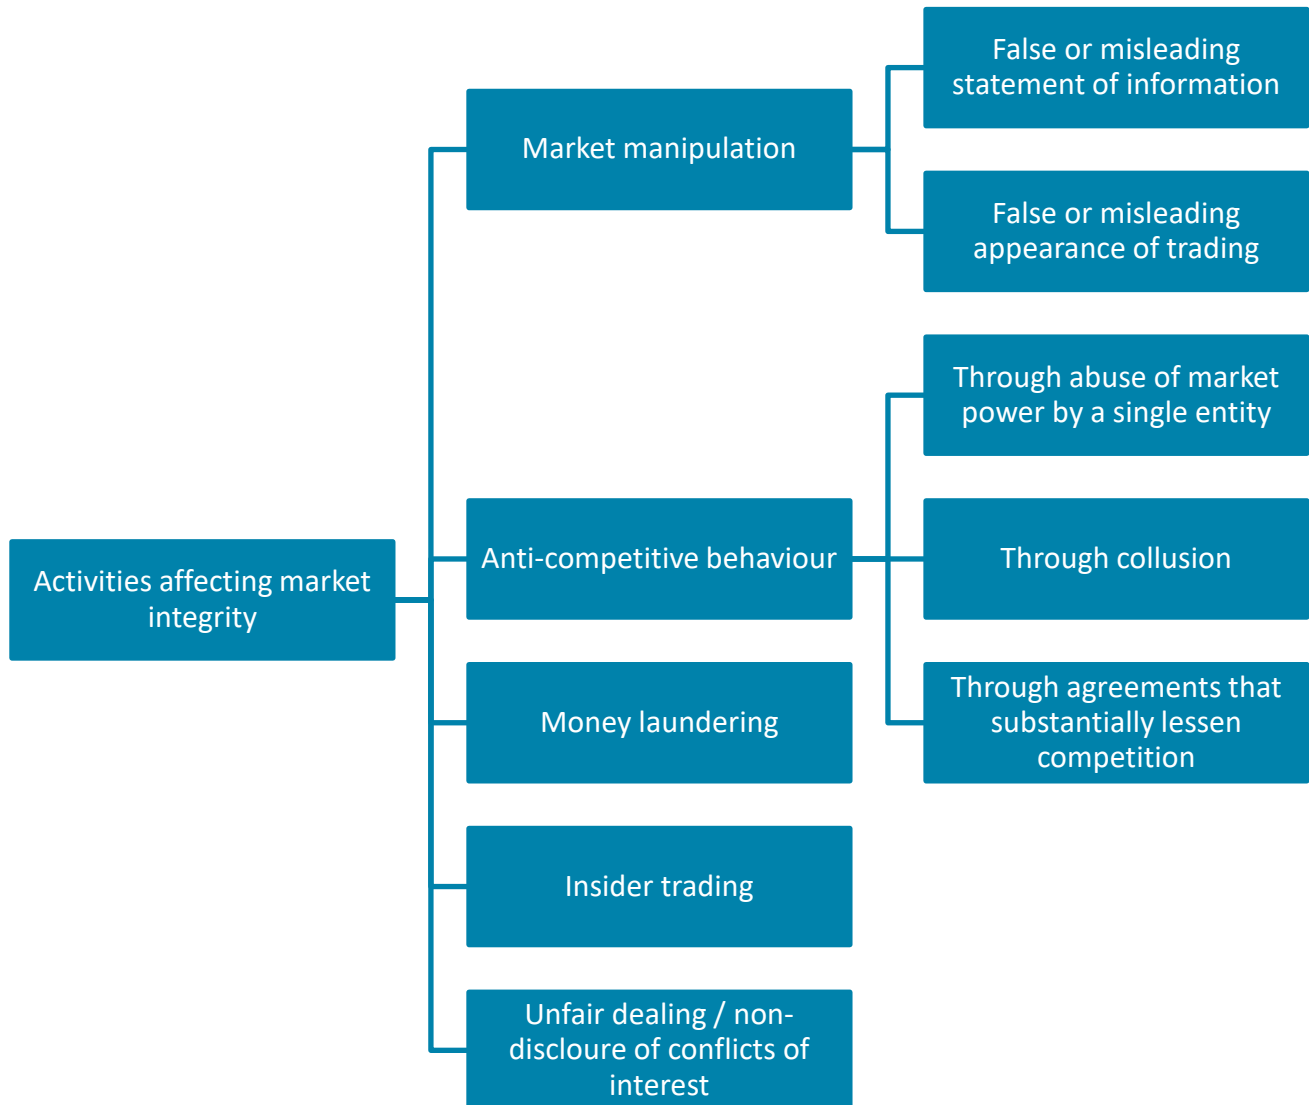 False or misleading
statement of information
Market manipulation
False or misleading
appearance of trading
Through abuse of market
power by a single entity
Anti-competitive behaviour
Through collusion
Activities affecting market
integrity
Through agreements that
substantially lessen
competition
Money laundering
Insider trading
Unfair dealing / non-
discloure of conflicts of
interest